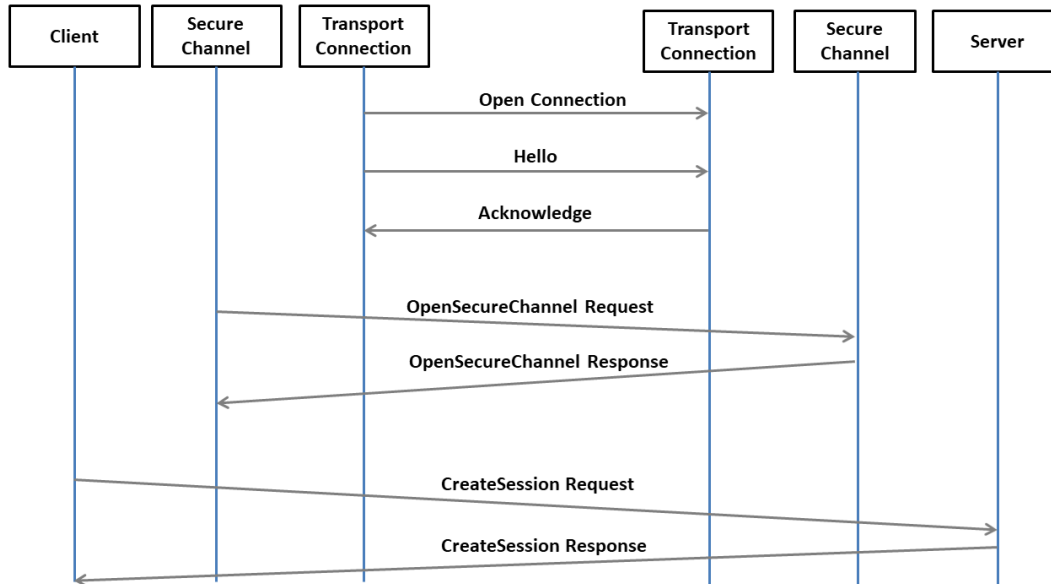 Client
Secure
Channel
Transport
Connection
Transport
Connection
Secure
Channel
Server
Open Connection
Hello
Acknowledge
OpenSecureChannel Request
OpenSecureChannel Response
CreateSession Request
CreateSession Response